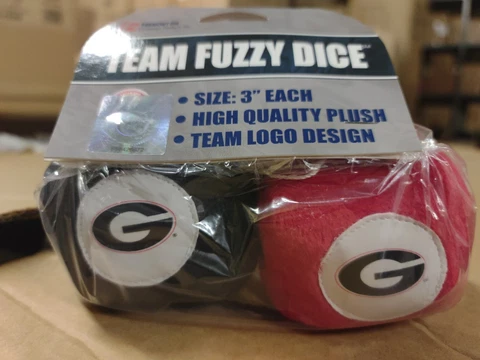 TEAM FUZZY DICE
• SIZE: 3" EACH
• HIGH QUALITY PLUSH
• TEAM LOGO DESIGN
G
G